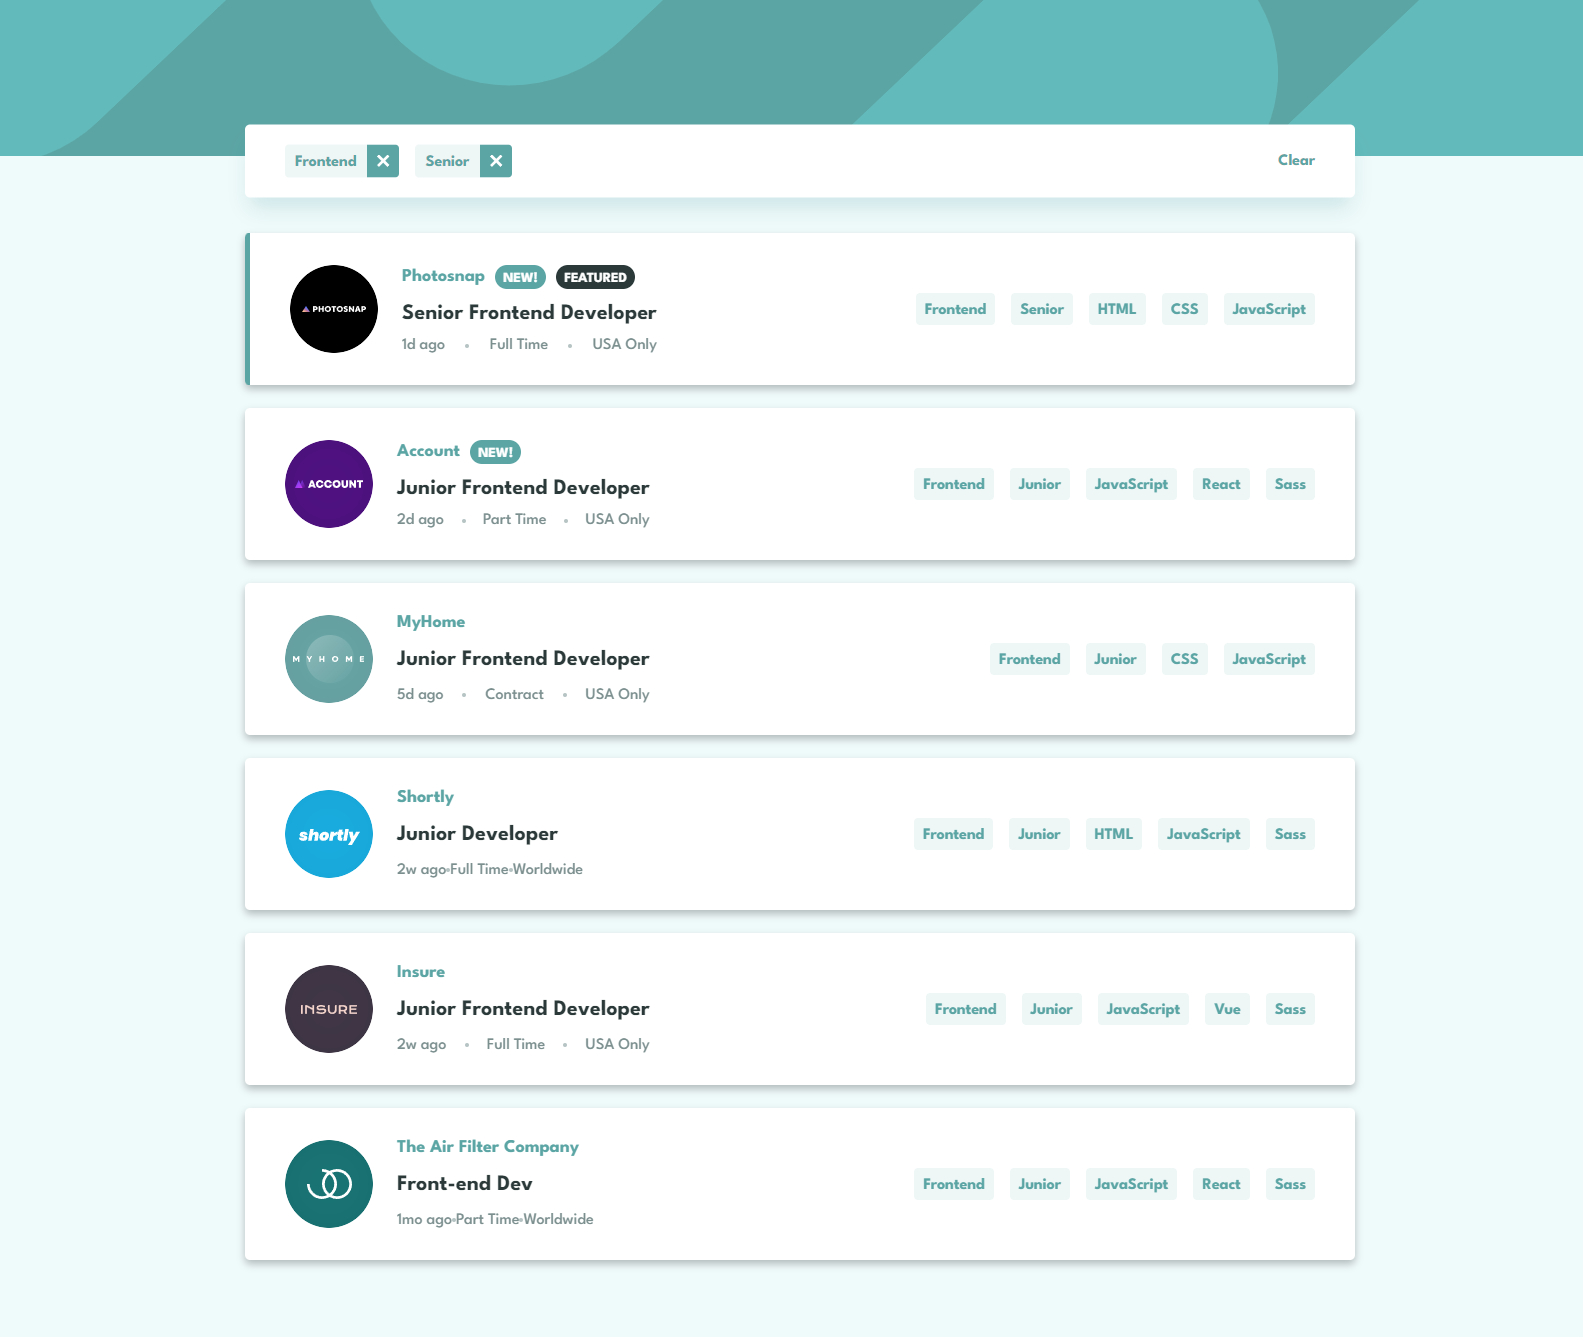 Frontend ✕ Senior ✕ Clear
PHOTOSNAP
Photosnap NEW! FEATURED
Senior Frontend Developer
1d ago • Full Time • USA Only
Frontend Senior HTML CSS JavaScript
ACCOUNT
Account NEW!
Junior Frontend Developer
2d ago • Part Time • USA Only
Frontend Junior JavaScript React Sass
MYHOME
MyHome
Junior Frontend Developer
5d ago • Contract • USA Only
Frontend Junior CSS JavaScript
shortly
Shortly
Junior Developer
2w ago•Full Time•Worldwide
Frontend Junior HTML JavaScript Sass
INSURE
Insure
Junior Frontend Developer
2w ago • Full Time • USA Only
Frontend Junior JavaScript Vue Sass
The Air Filter Company
Front-end Dev
1mo ago•Part Time•Worldwide
Frontend Junior JavaScript React Sass